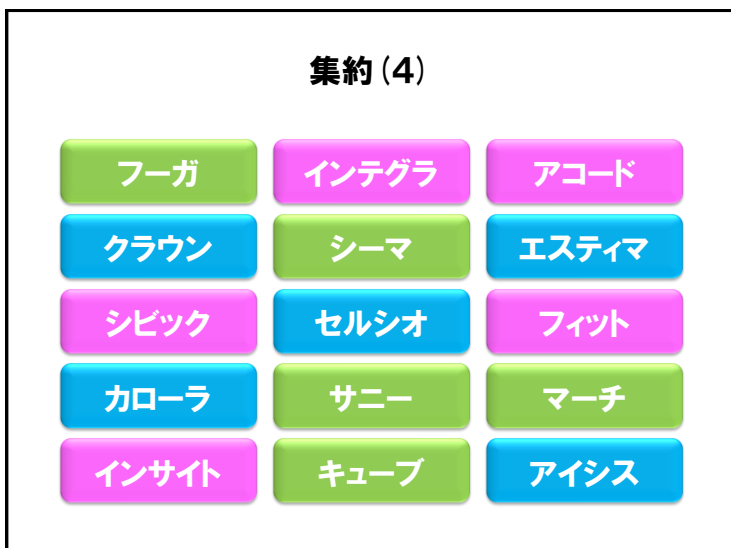 集約(4)
フーガ インテグラ アコード
クラウン シーマ エスティマ
シビック セルシオ フィット
カローラ サニー マーチ
インサイト キューブ アイシス